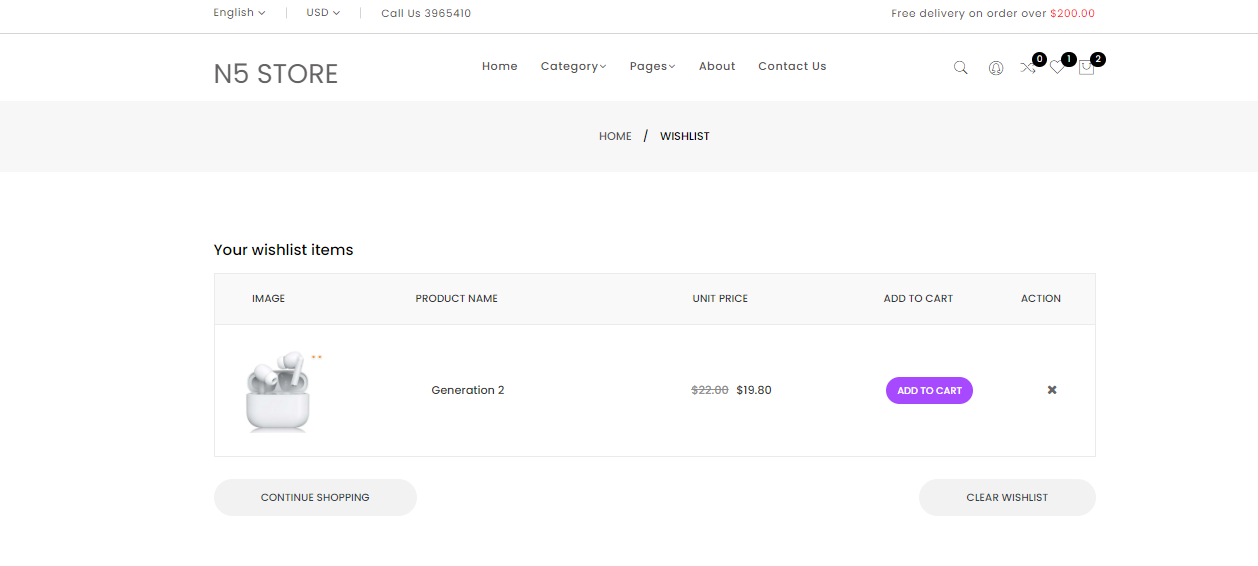 English USD Call Us 3965410 Free delivery on order over $200.00
N5 STORE Home Category Pages About Contact Us 0 1 2
HOME / WISHLIST
Your wishlist items
IMAGE PRODUCT NAME UNIT PRICE ADD TO CART ACTION
Generation 2 $22.00 $19.80 ADD TO CART
CONTINUE SHOPPING CLEAR WISHLIST